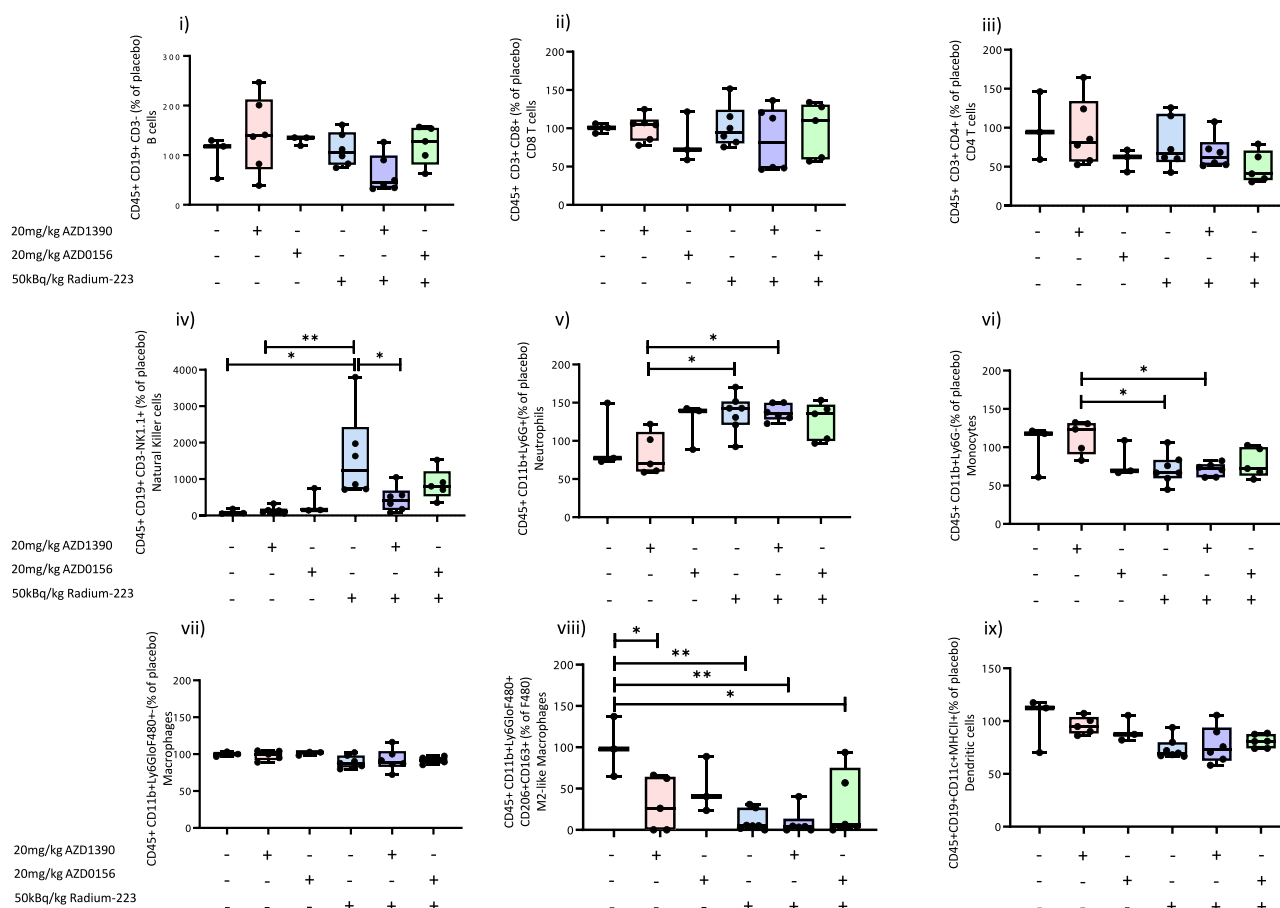 i)
ii)
iii)
CD45+ CD19+ CD3- (% of placebo)
B cells
300
200
100
0
CD45+ CD3+ CD8+ (% of placebo)
CD8 T cells
200
150
100
50
0
CD45+ CD3+ CD4+ (% of placebo)
CD4 T cells
200
150
100
50
0
20mg/kg AZD1390 - + - - + - - + - - + - - + - - + -
20mg/kg AZD0156 - - + - - + - - + - - + - - + - - +
50kBq/kg Radium-223 - - - + + + - - - + + + - - - + + +
iv)
v)
vi)
**
* *
*
*
*
*
CD45+ CD19+ CD3-NK1.1+ (% of placebo)
Natural Killer cells
4000
3000
2000
1000
0
CD45+ CD11b+Ly6G+(% of placebo)
Neutrophils
200
150
100
50
0
CD45+ CD11b+Ly6G-(% of placebo)
Monocytes
200
150
100
50
0
20mg/kg AZD1390 - + - - + - - + - - + - - + - - + -
20mg/kg AZD0156 - - + - - + - - + - - + - - + - - +
50kBq/kg Radium-223 - - - + + + - - - + + + - - - + + +
vii)
viii)
ix)
*
**
**
*
CD45+ CD11b+Ly6GloF480+-(% of placebo)
Macrophages
200
150
100
50
0
CD45+ CD11b+Ly6GloF480+
CD206+CD163+ (% of F480)
M2-like Macrophages
200
150
100
50
0
CD45+CD19+CD11c+MHCII+(% of placebo)
Dendritic cells
150
100
50
0
20mg/kg AZD1390 - + - - + - - + - - + - - + - - + -
20mg/kg AZD0156 - - + - - + - - + - - + - - + - - +
50kBq/kg Radium-223 - - - + + + - - - + + + - - - + + +